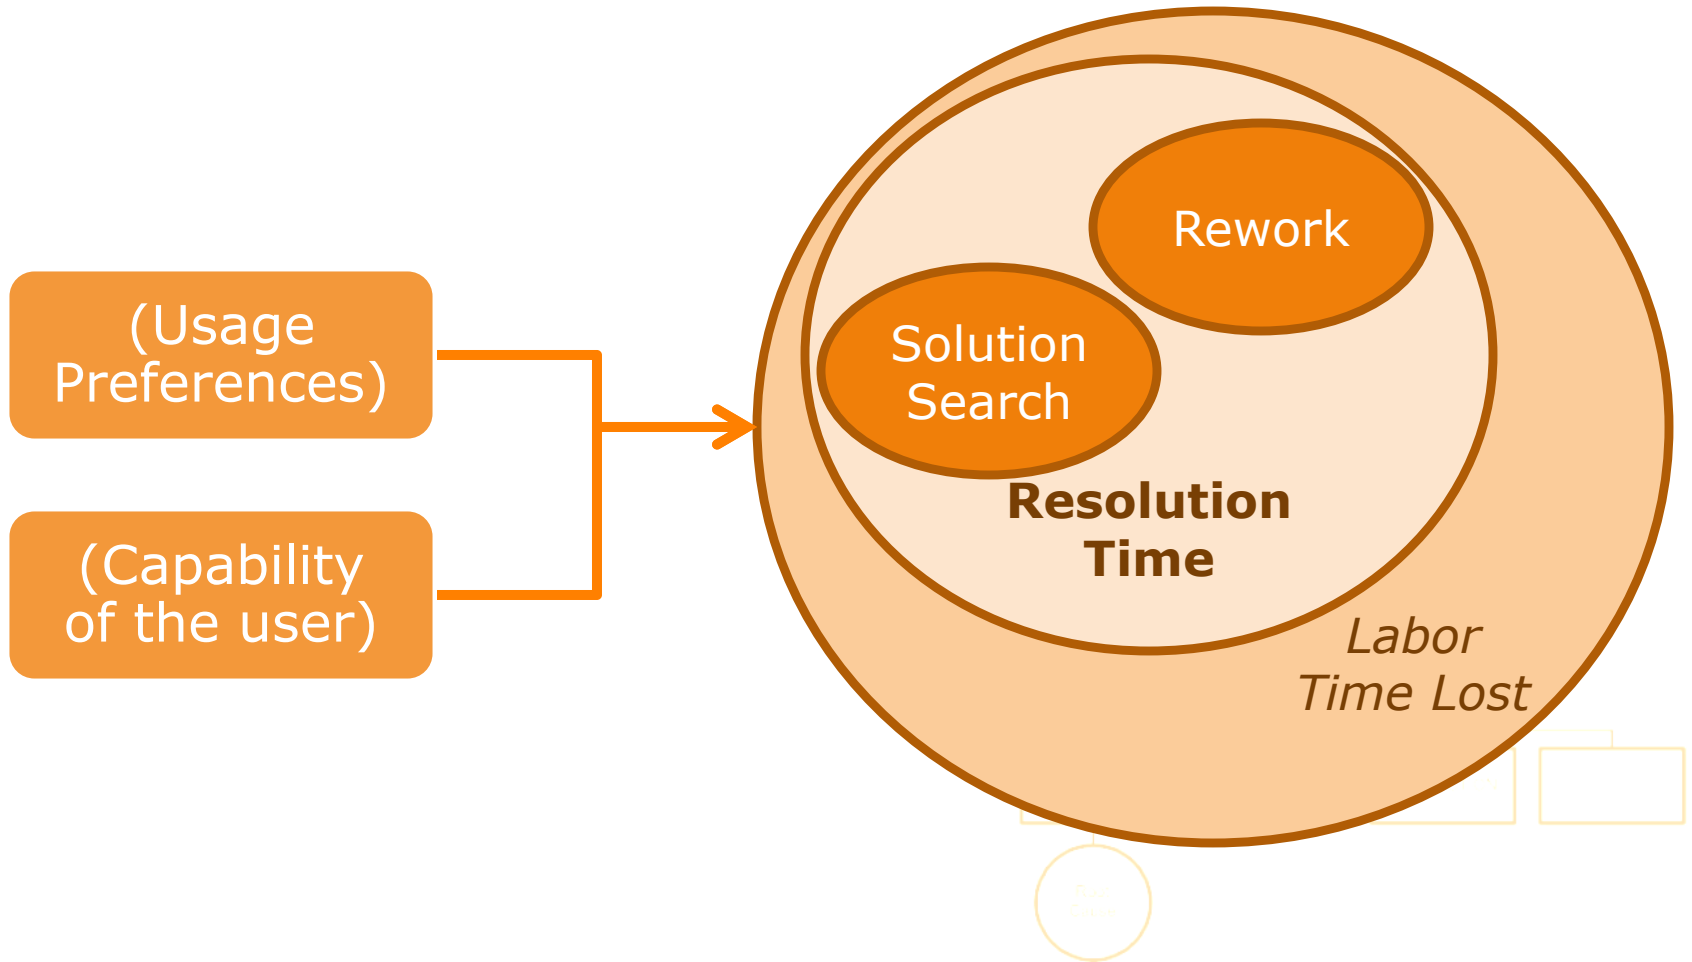 (Usage
Preferences)
(Capability
of the user)
Rework
Solution
Search
Resolution
Time
Labor
Time Lost